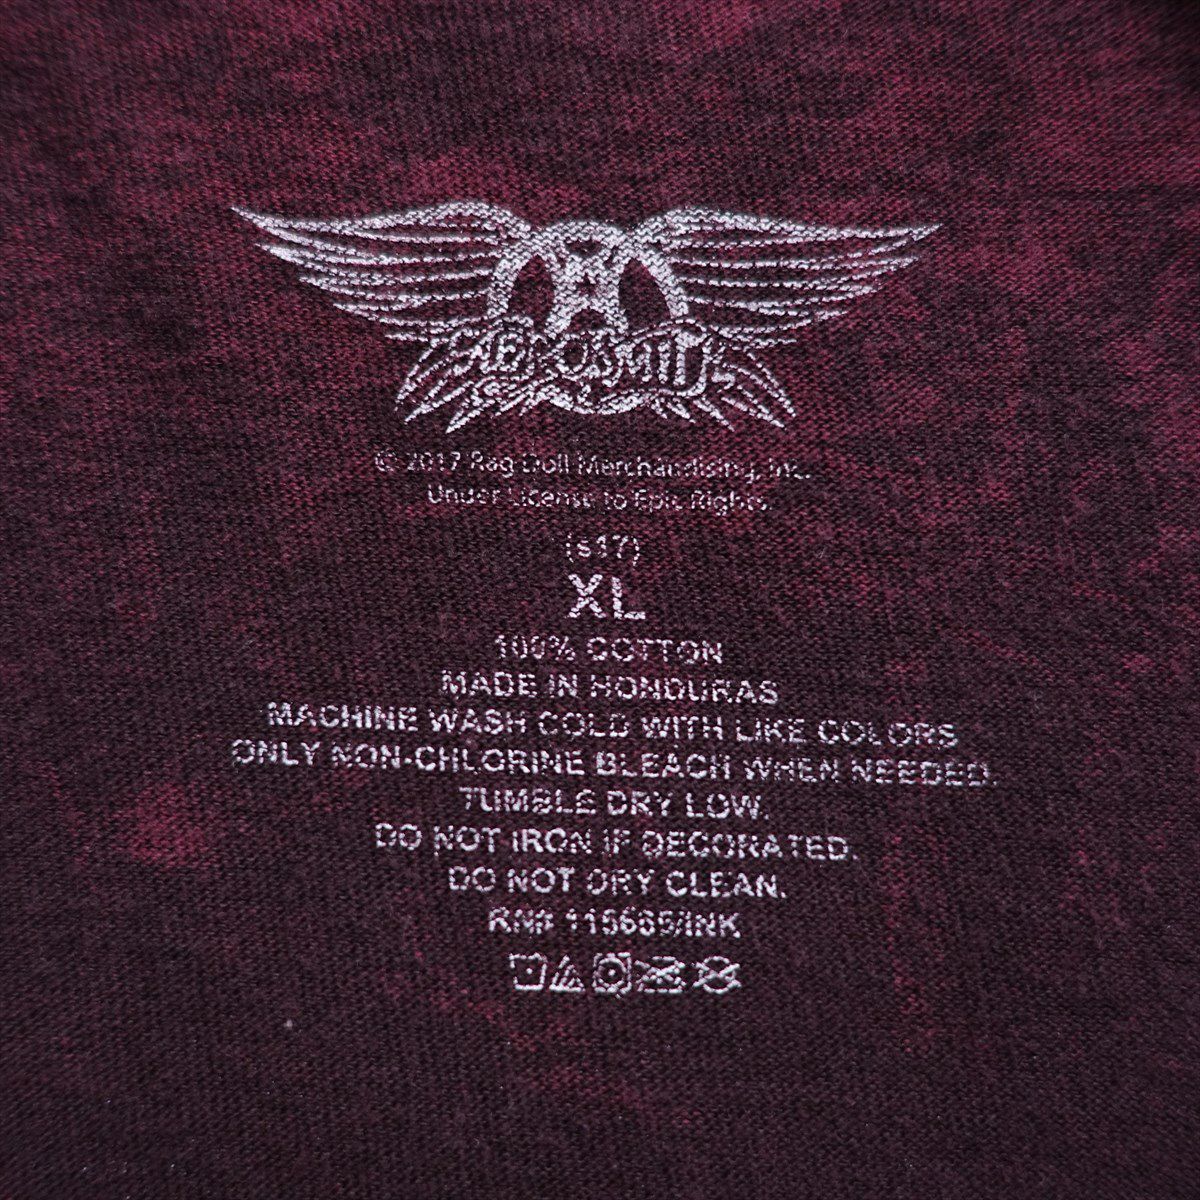 AEROSMITH
© 2017 Rag Doll Merchandising, Inc.
Under License to Epic Rights.
(s17)
XL
100% COTTON
MADE IN HONDURAS
MACHINE WASH COLD WITH LIKE COLORS
ONLY NON-CHLORINE BLEACH WHEN NEEDED.
TUMBLE DRY LOW.
DO NOT IRON IF DECORATED.
DO NOT DRY CLEAN.
RN# 115665/INK